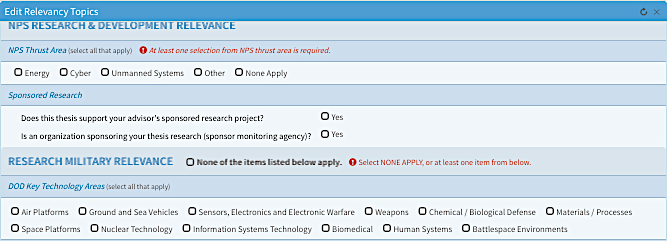 Edit Relevancy Topics
NPS RESEARCH & DEVELOPMENT RELEVANCE
NPS Thrust Area (select all that apply) At least one selection from NPS thrust area is required.
Energy Cyber Unmanned Systems Other None Apply
Sponsored Research
Does this thesis support your advisor's sponsored research project? Yes
Is an organization sponsoring your thesis research (sponsor monitoring agency)? Yes
RESEARCH MILITARY RELEVANCE None of the items listed below apply. Select NONE APPLY, or at least one item from below.
DOD Key Technology Areas (select all that apply)
Air Platforms Ground and Sea Vehicles Sensors, Electronics and Electronic Warfare Weapons Chemical / Biological Defense Materials / Processes
Space Platforms Nuclear Technology Information Systems Technology Biomedical Human Systems Battlespace Environments